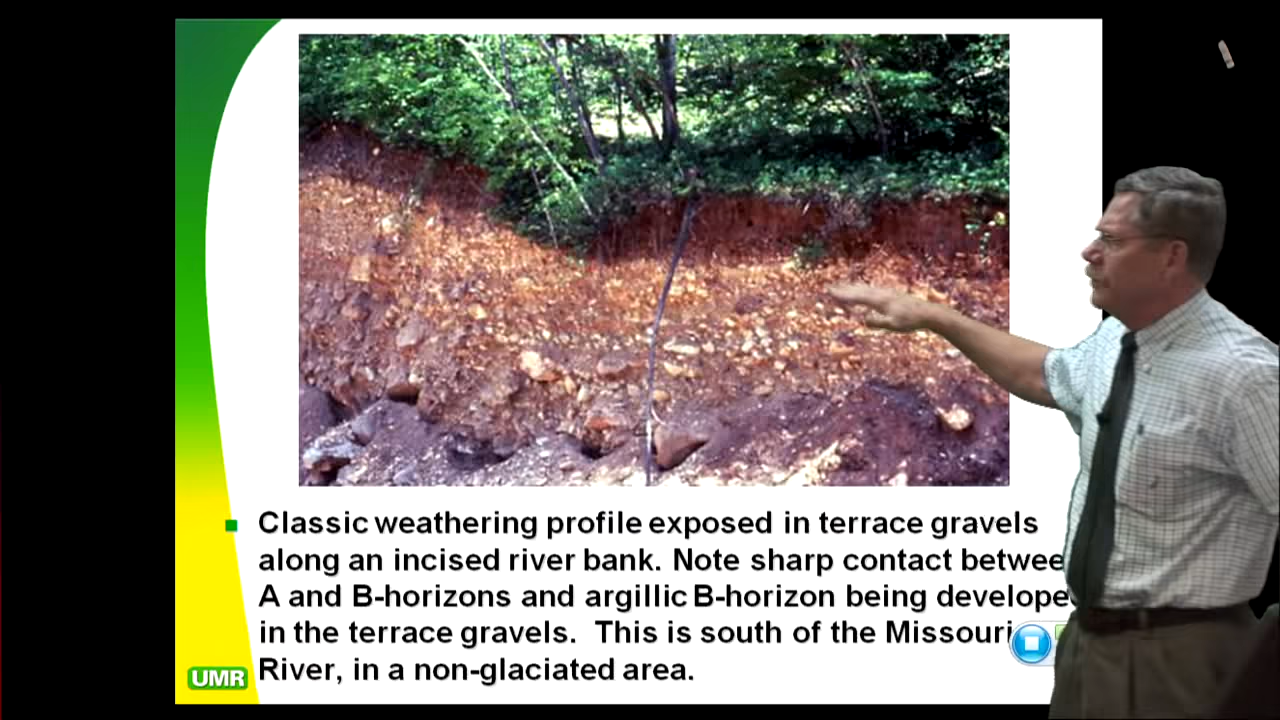 Classic weathering profile exposed in terrace gravels
along an incised river bank. Note sharp contact betwee
A and B-horizons and argillic B-horizon being develope
in the terrace gravels. This is south of the Missouri
River, in a non-glaciated area.
UMR